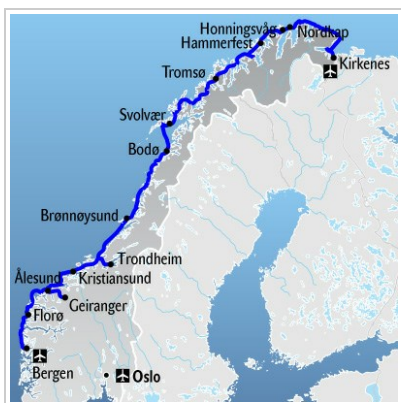 Honningsvåg
Nordkap
Hammerfest
Kirkenes
Tromsø
Svolvær
Bodø
Brønnøysund
Trondheim
Ålesund
Kristiansund
Geiranger
Florø
Bergen
Oslo